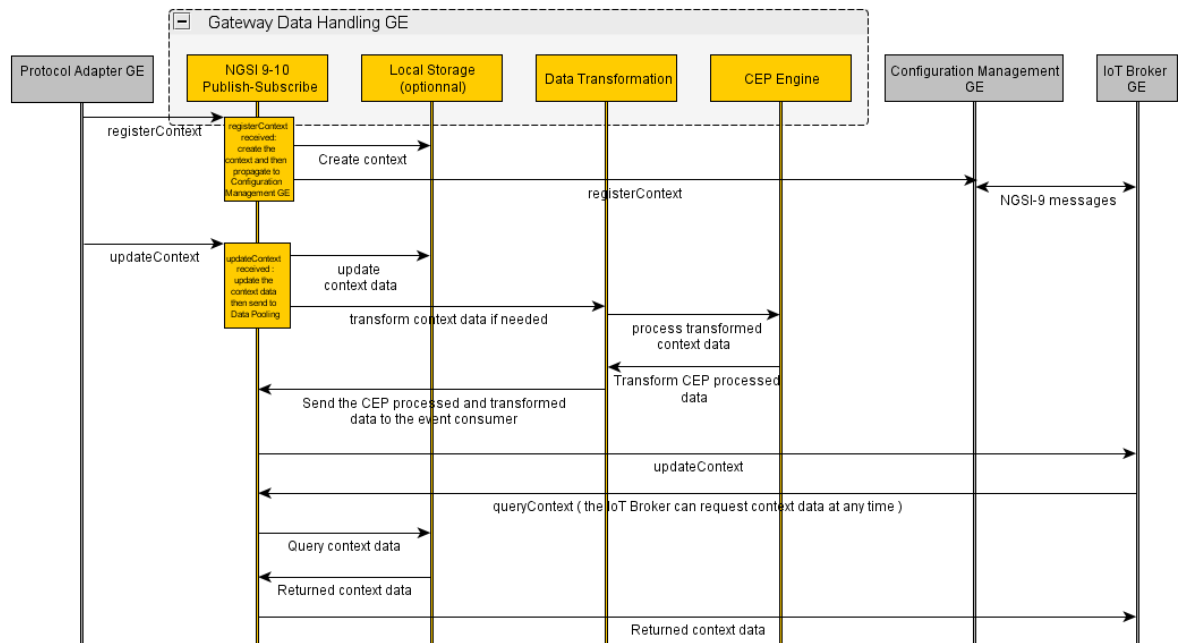 Gateway Data Handling GE
Protocol Adapter GE
NGSI 9-10
Publish-Subscribe
Local Storage
(optionnal)
Data Transformation
CEP Engine
Configuration Management
GE
IoT Broker
GE
registerContext
registerContext
received:
create the
context and then
propagate to
Configuration
Management GE
Create context
registerContext
NGSI-9 messages
updateContext
updateContext
received :
update the
context data
then send to
Data Pooling
update
context data
transform context data if needed
process transformed
context data
Transform CEP processed
data
Send the CEP processed and transformed
data to the event consumer
updateContext
queryContext ( the IoT Broker can request context data at any time )
Query context data
Returned context data
Returned context data